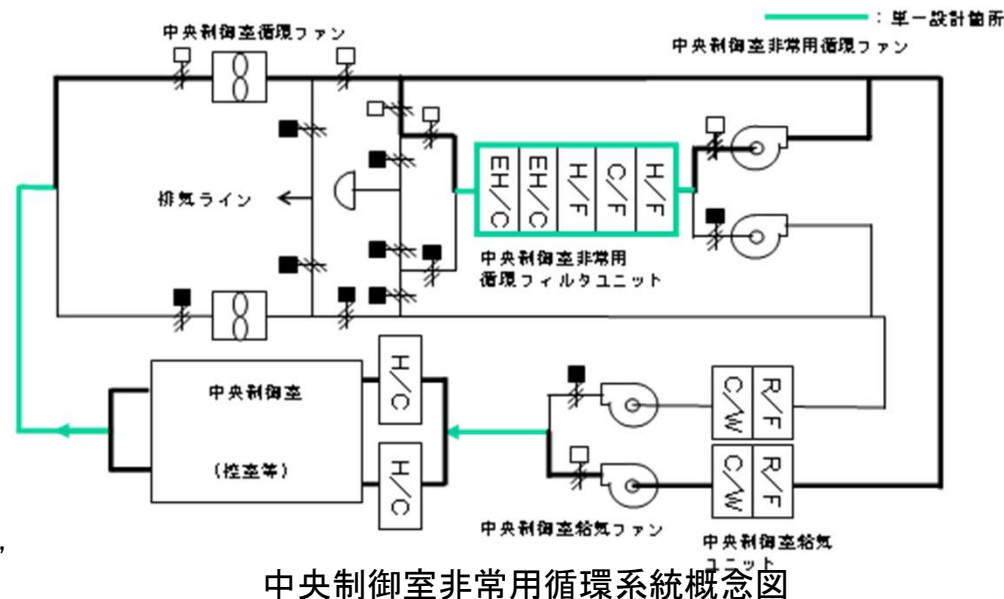 ：単一設計箇所
中央制御室循環ファン
中央制御室非常用循環ファン
排気ライン
EH/C
EH/C
H/F
C/F
H/F
中央制御室非常用
循環フィルタユニット
中央制御室
(控室等)
H/C
H/C
C/W
R/F
C/W
R/F
中央制御室給気ファン
中央制御室給気
ユニット
，
中央制御室非常用循環系統概念図